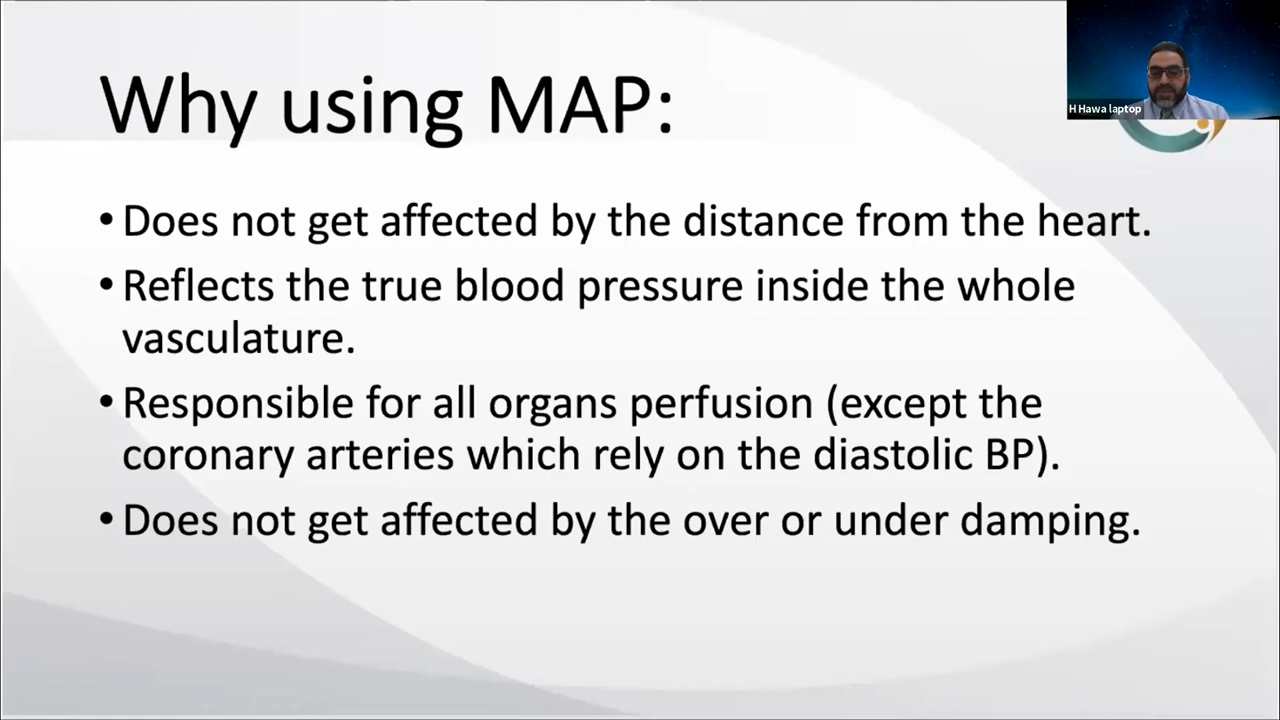 Why using MAP:
H Hawa laptop
• Does not get affected by the distance from the heart.
• Reflects the true blood pressure inside the whole
vasculature.
• Responsible for all organs perfusion (except the
coronary arteries which rely on the diastolic BP).
• Does not get affected by the over or under damping.